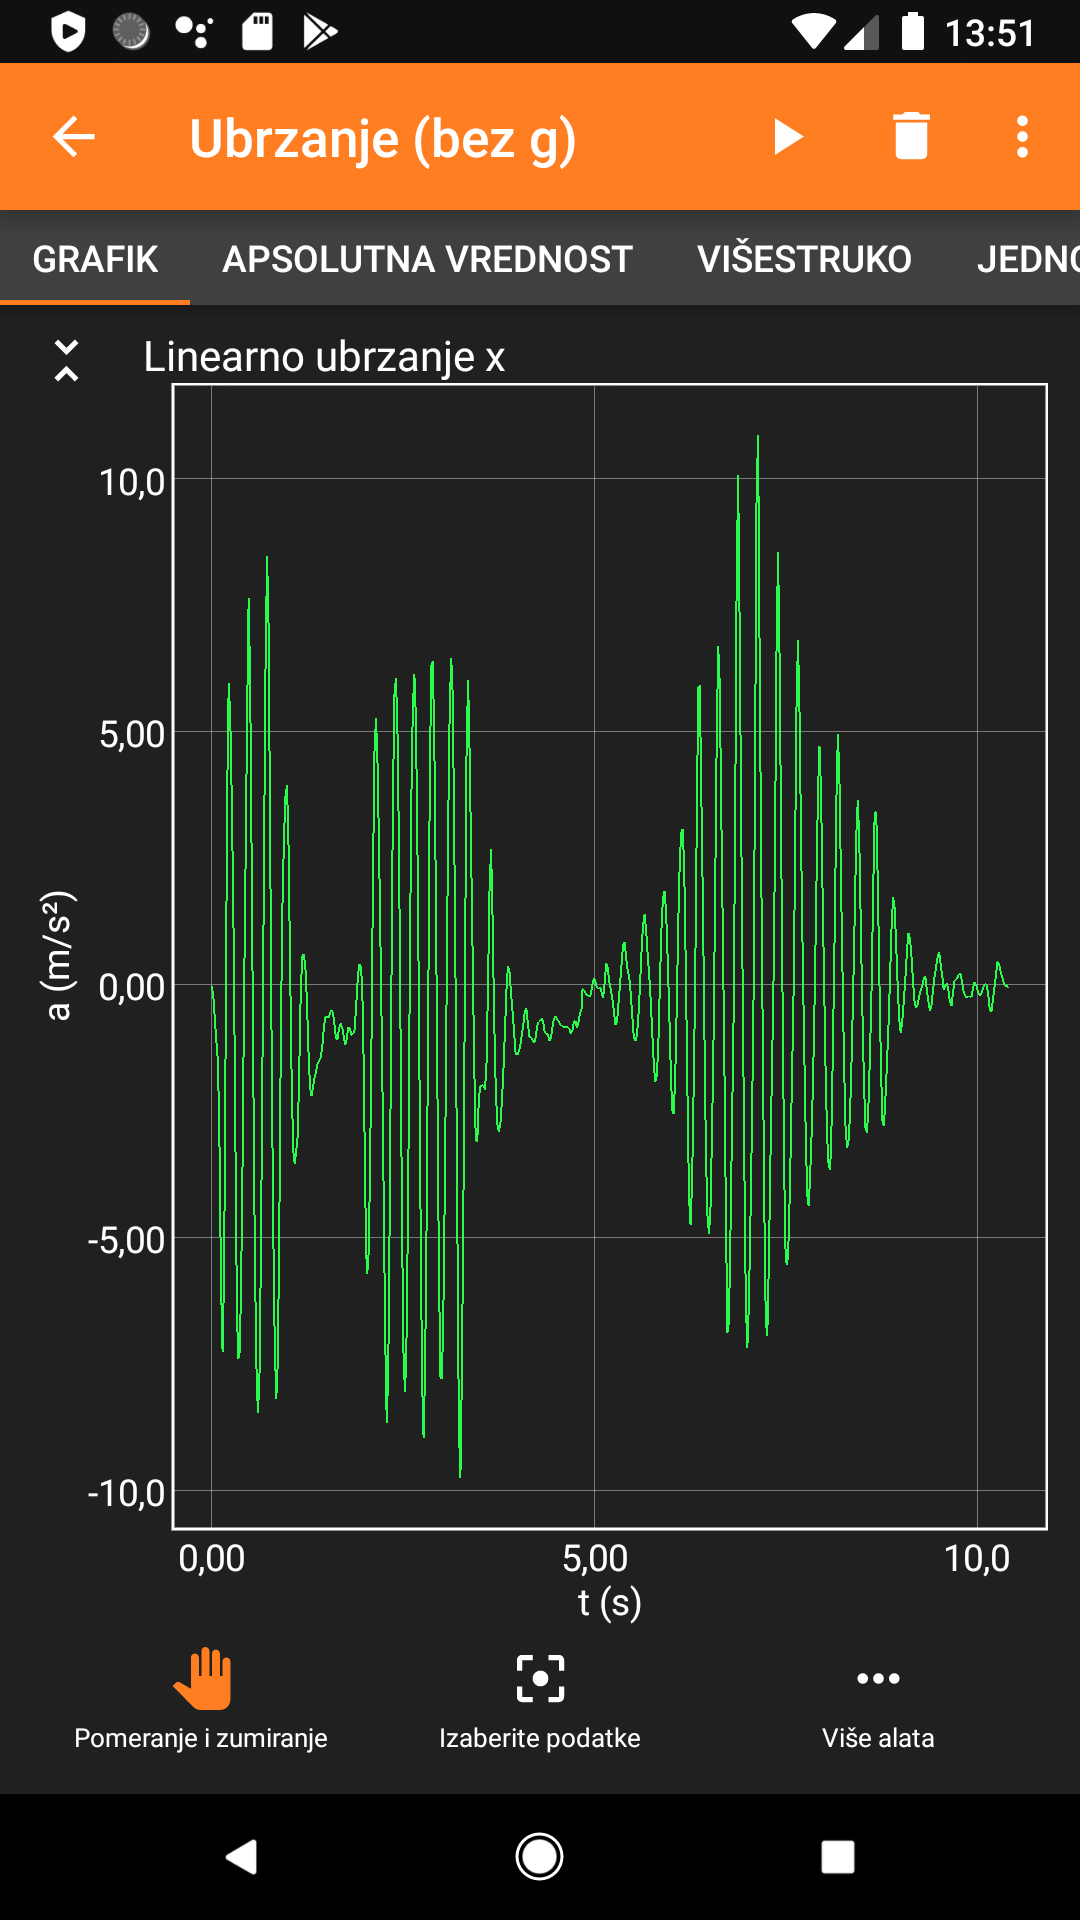 13:51
Ubrzanje (bez g)
GRAFIK APSOLUTNA VREDNOST VIŠESTRUKO JEDNO
Linearno ubrzanje x
10,0
5,00
0,00
-5,00
-10,0
a (m/s²)
0,00 5,00 10,0
t (s)
Pomeranje i zumiranje Izaberite podatke Više alata